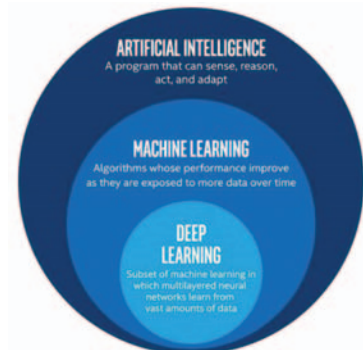 ARTIFICIAL INTELLIGENCE
A program that can sense, reason,
act, and adapt
MACHINE LEARNING
Algorithms whose performance improve
as they are exposed to more data over time
DEEP
LEARNING
Subset of machine learning in
which multilayered neural
networks learn from
vast amounts of data